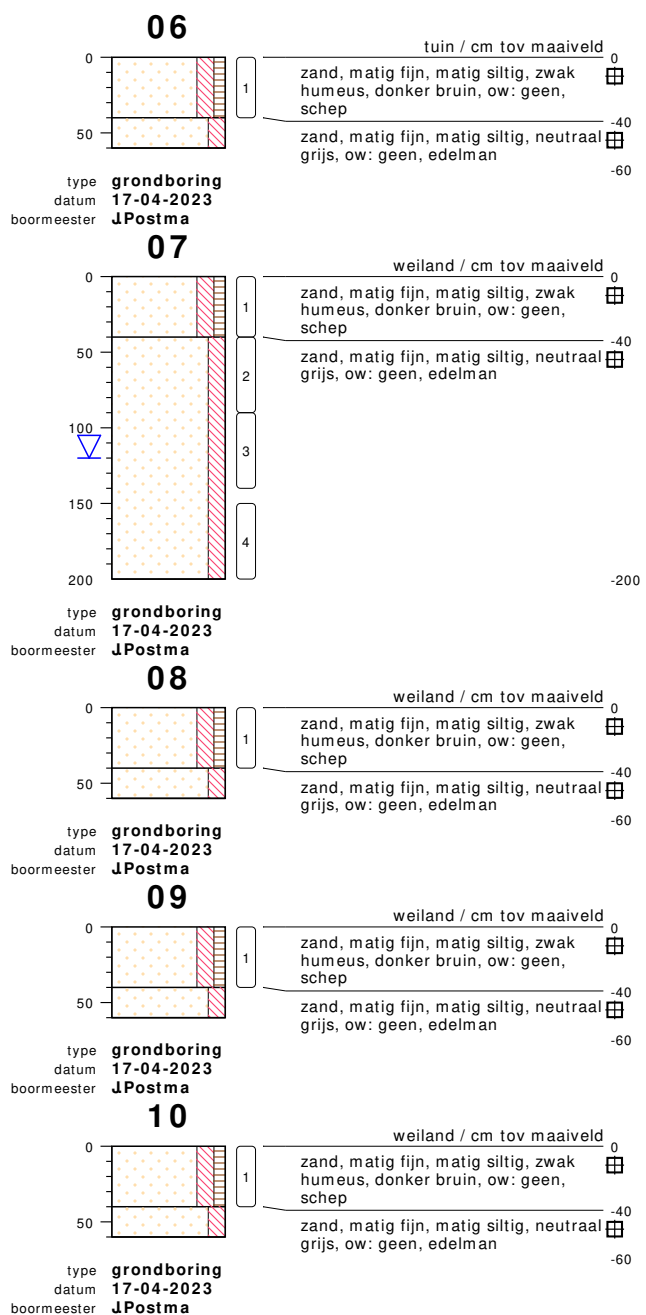 06
tuin / cm tov maaiveld
0
0
1
zand, matig fijn, matig siltig, zwak
humeus, donker bruin, ow: geen,
schep
-40
50
zand, matig fijn, matig siltig, neutraal
grijs, ow: geen, edelman
-60
type grondboring
datum 17-04-2023
boormeester J.Postma
07
weiland / cm tov maaiveld
0
0
1
zand, matig fijn, matig siltig, zwak
humeus, donker bruin, ow: geen,
schep
-40
50
zand, matig fijn, matig siltig, neutraal
grijs, ow: geen, edelman
2
100
3
150
4
200
-200
type grondboring
datum 17-04-2023
boormeester J.Postma
08
weiland / cm tov maaiveld
0
0
1
zand, matig fijn, matig siltig, zwak
humeus, donker bruin, ow: geen,
schep
-40
50
zand, matig fijn, matig siltig, neutraal
grijs, ow: geen, edelman
-60
type grondboring
datum 17-04-2023
boormeester J.Postma
09
weiland / cm tov maaiveld
0
0
1
zand, matig fijn, matig siltig, zwak
humeus, donker bruin, ow: geen,
schep
-40
50
zand, matig fijn, matig siltig, neutraal
grijs, ow: geen, edelman
-60
type grondboring
datum 17-04-2023
boormeester J.Postma
10
weiland / cm tov maaiveld
0
0
1
zand, matig fijn, matig siltig, zwak
humeus, donker bruin, ow: geen,
schep
-40
50
zand, matig fijn, matig siltig, neutraal
grijs, ow: geen, edelman
-60
type grondboring
datum 17-04-2023
boormeester J.Postma